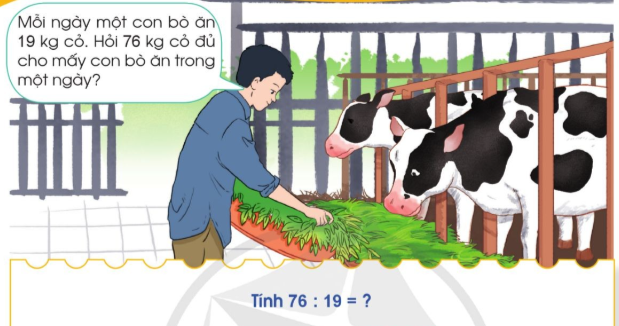 Mỗi ngày một con bò ăn
19 kg cỏ. Hỏi 76 kg cỏ đủ
cho mấy con bò ăn trong
một ngày?
Tính 76 : 19 = ?